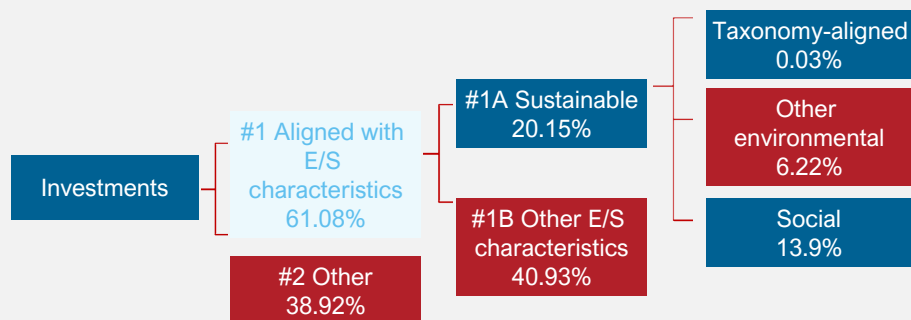 Investments
#1 Aligned with
E/S
characteristics
61.08%
#2 Other
38.92%
#1A Sustainable
20.15%
#1B Other E/S
characteristics
40.93%
Taxonomy-aligned
0.03%
Other
environmental
6.22%
Social
13.9%